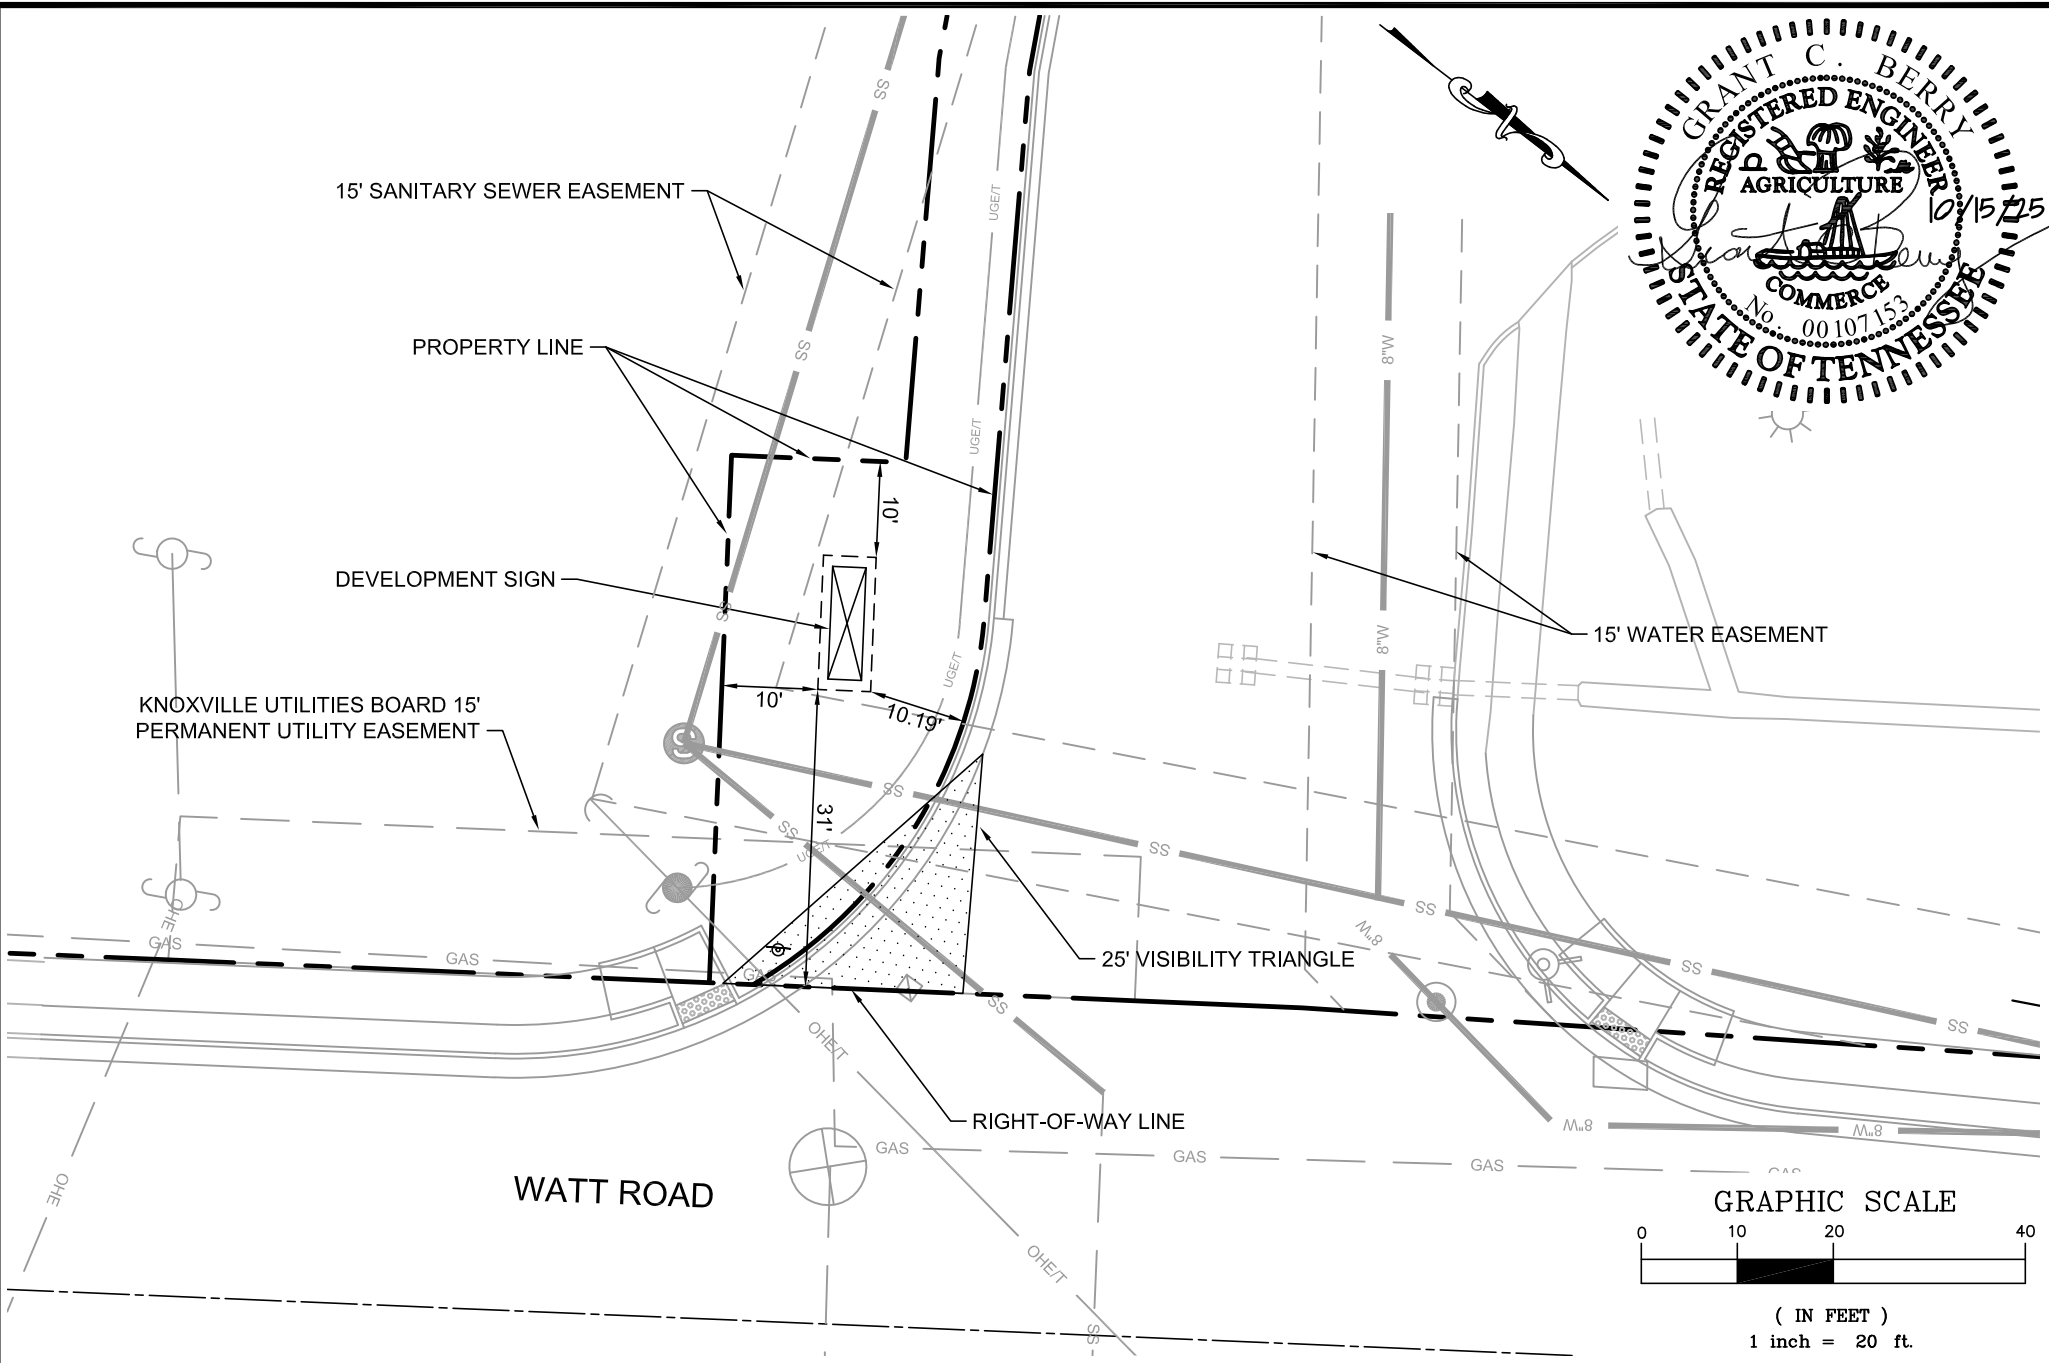 GRANT C. BERRY
REGISTERED ENGINEER
AGRICULTURE
10/15/25
COMMERCE
No. 00107153
STATE OF TENNESSEE
SS
15' SANITARY SEWER EASEMENT
UGE/T
PROPERTY LINE
SS
8"W
UGE/T
10'
DEVELOPMENT SIGN
SS
8"W
15' WATER EASEMENT
UGE/T
KNOXVILLE UTILITIES BOARD 15'
PERMANENT UTILITY EASEMENT
10'
10.19'
S
SS
31'
SS
UGE/T
SS
SS
OHE
8"W
GAS
GAS
GAS
25' VISIBILITY TRIANGLE
SS
SS
OHE/T
SS
RIGHT-OF-WAY LINE
8"W
8"W
GAS
GAS
GAS
GAS
OHE
WATT ROAD
OHE/T
SS
GRAPHIC SCALE
0 10 20 40
( IN FEET )
1 inch = 20 ft.